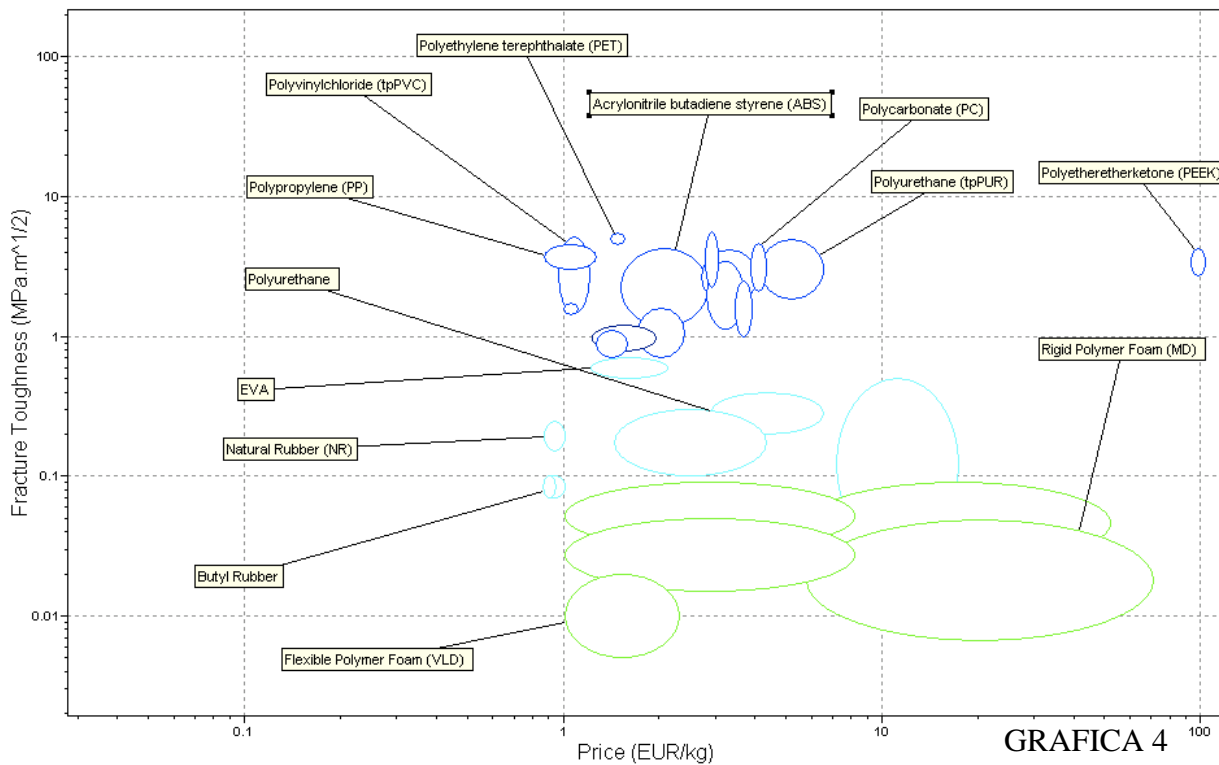 Polyethylene terephthalate (PET)
Polyvinylchloride (tpPVC)
Acrylonitrile butadiene styrene (ABS)
Polycarbonate (PC)
Polypropylene (PP)
Polyurethane (tpPUR)
Polyetheretherketone (PEEK)
Polyurethane
EVA
Rigid Polymer Foam (MD)
Natural Rubber (NR)
Butyl Rubber
Flexible Polymer Foam (VLD)
Fracture Toughness (MPa.m^1/2)
100
10
1
0.1
0.01
0.1
1
10
100
Price (EUR/kg)
GRAFICA 4